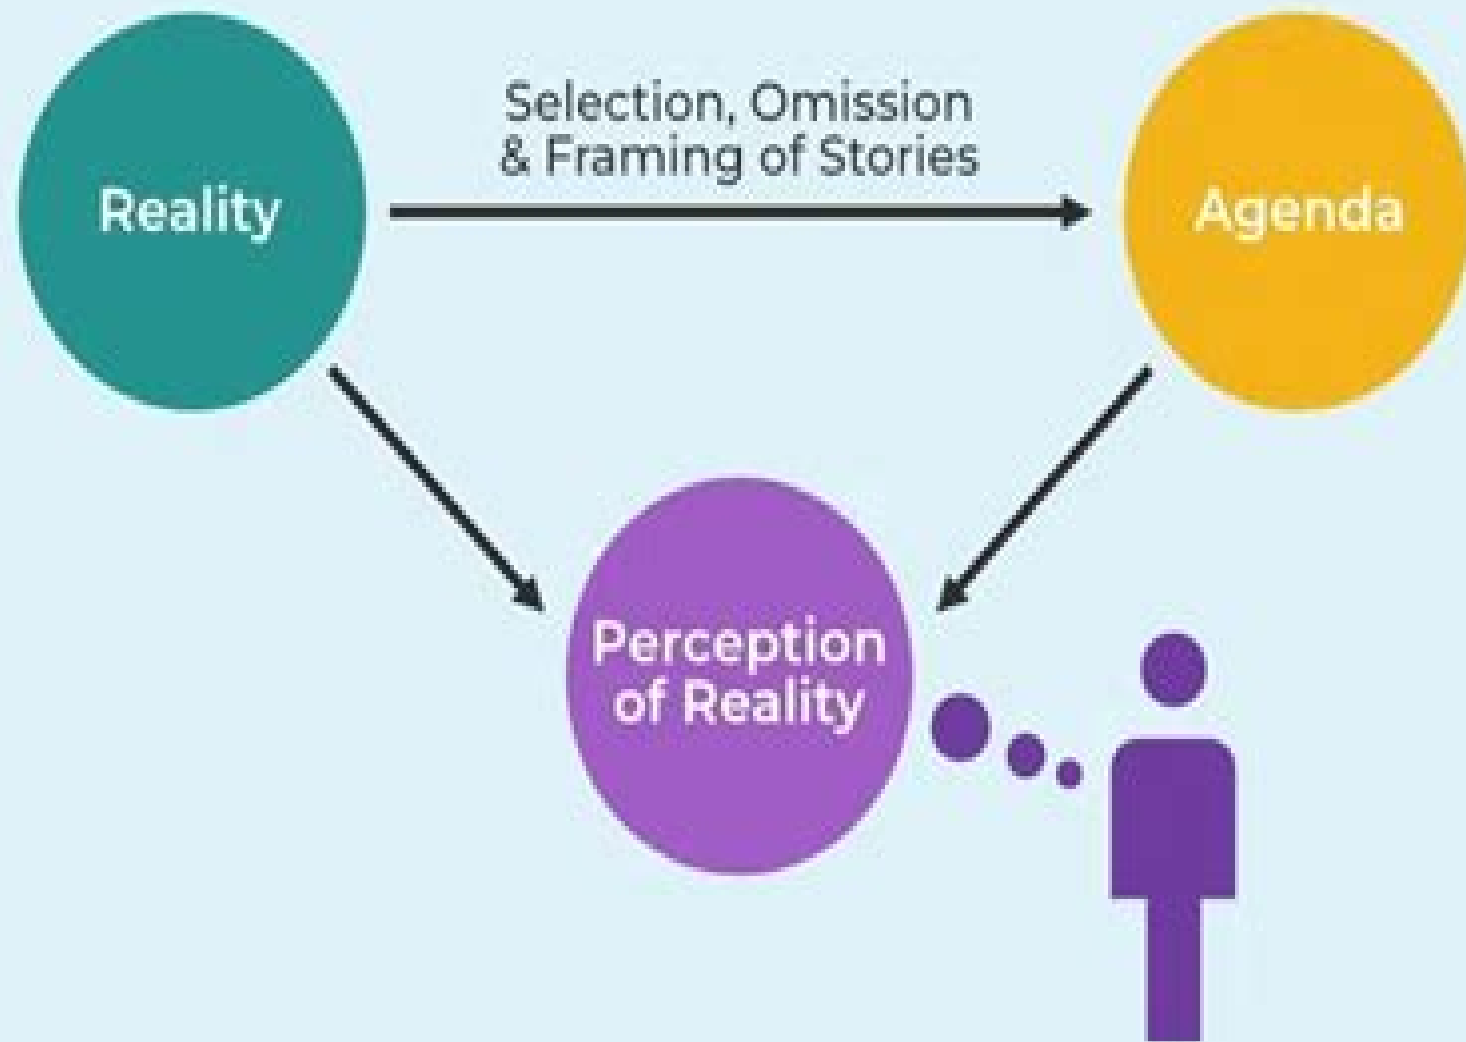 Selection, Omission
& Framing of Stories
Reality
Agenda
Perception
of Reality